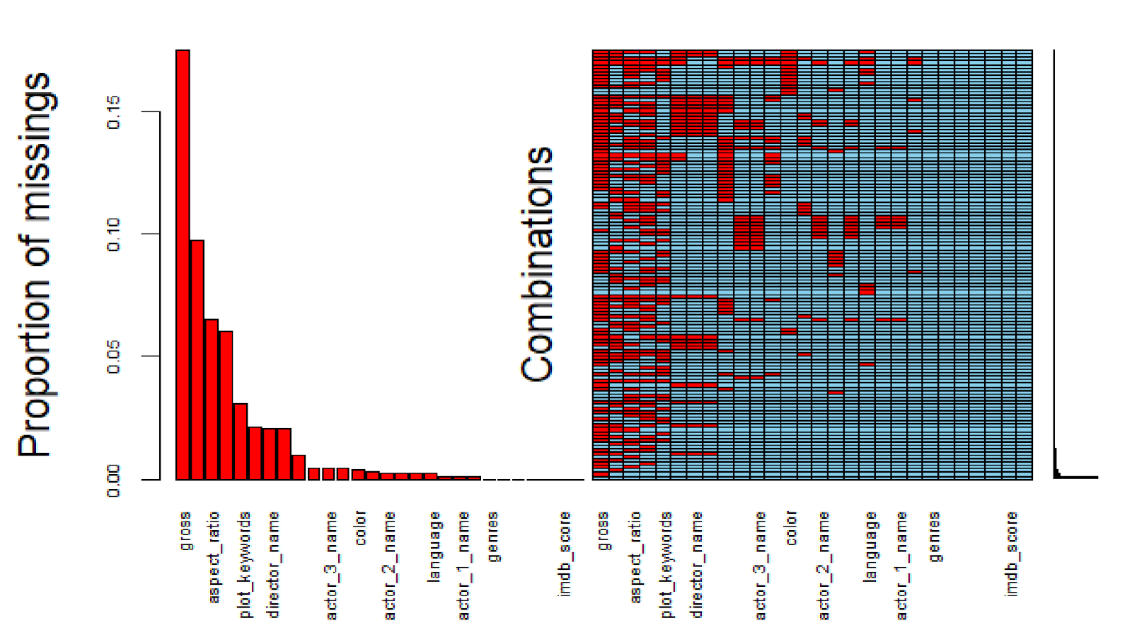 Proportion of missings
0.15
0.10
0.05
0.00
gross
aspect_ratio
plot_keywords
director_name
actor_3_name
color
actor_2_name
language
actor_1_name
genres
imdb_score
Combinations
gross
aspect_ratio
plot_keywords
director_name
actor_3_name
color
actor_2_name
language
actor_1_name
genres
imdb_score